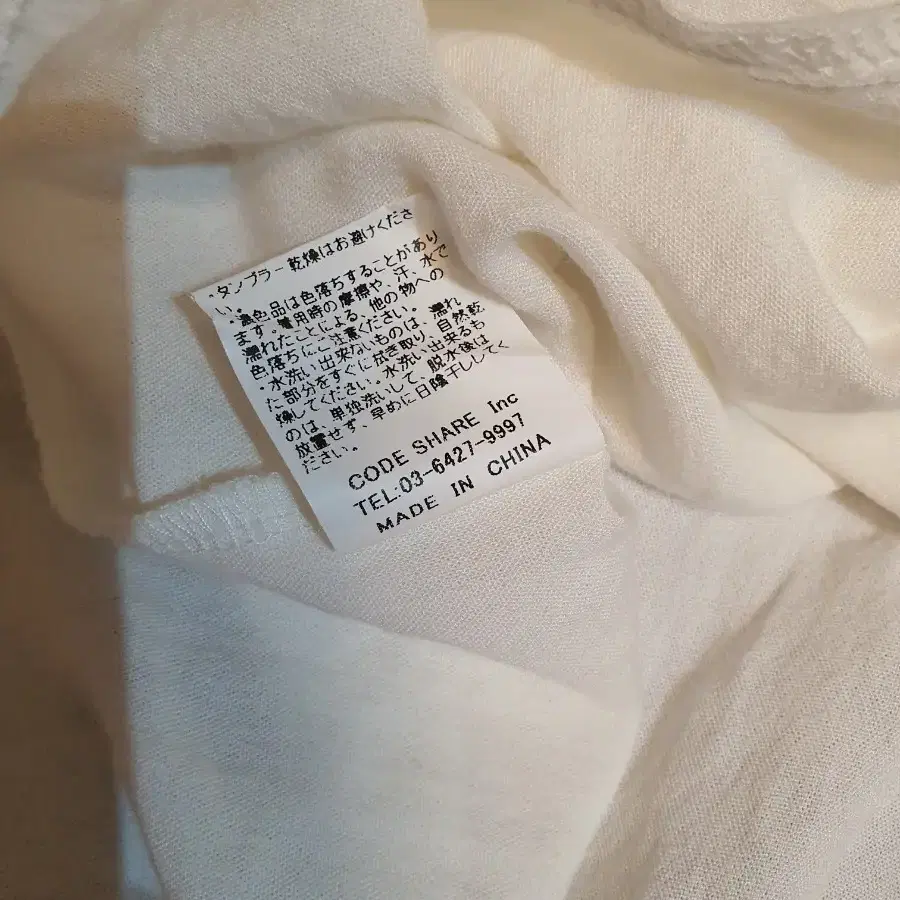 ・タンブラー乾燥はお避けくださ
い。
・濃色品は色落ちすることがあり
ます。着用時の摩擦や、汗、水で
濡れたことによる、他の物への
色落ちにご注意ください。
・水洗い出来ないものは、濡れ
た部分をすぐに拭き取り、自然乾
燥してください。水洗い出来るも
のは、単独洗いして、脱水後は
放置せず、早めに日陰干ししてく
ださい。
CODE SHARE Inc
TEL:03-6427-9997
MADE IN CHINA